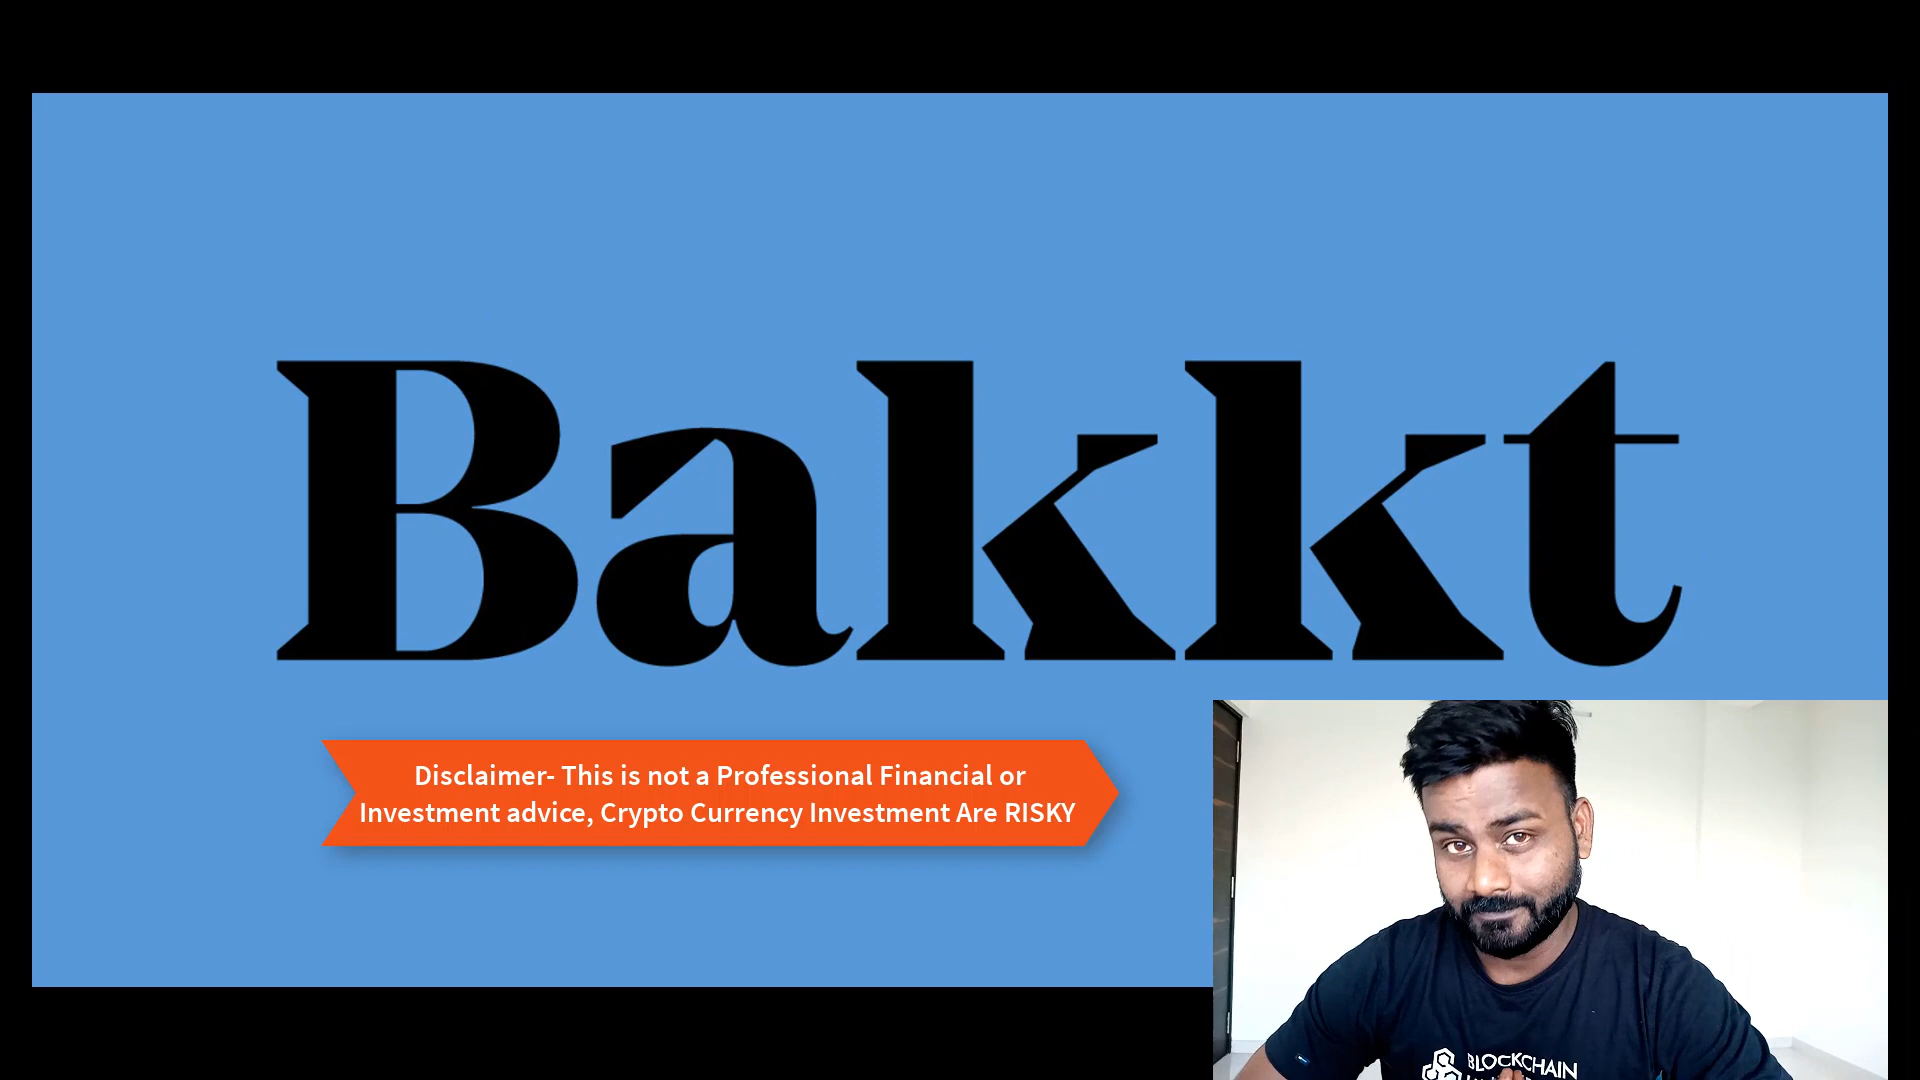 Bakkt
Disclaimer- This is not a Professional Financial or
Investment advice, Crypto Currency Investment Are RISKY
BLOCKCHAIN